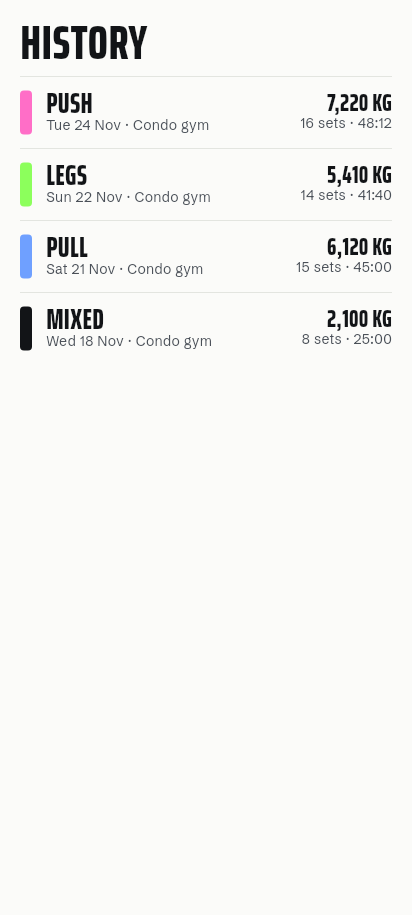 HISTORY
PUSH
7,220 KG
Tue 24 Nov · Condo gym
16 sets · 48:12
LEGS
5,410 KG
Sun 22 Nov · Condo gym
14 sets · 41:40
PULL
6,120 KG
Sat 21 Nov · Condo gym
15 sets · 45:00
MIXED
2,100 KG
Wed 18 Nov · Condo gym
8 sets · 25:00